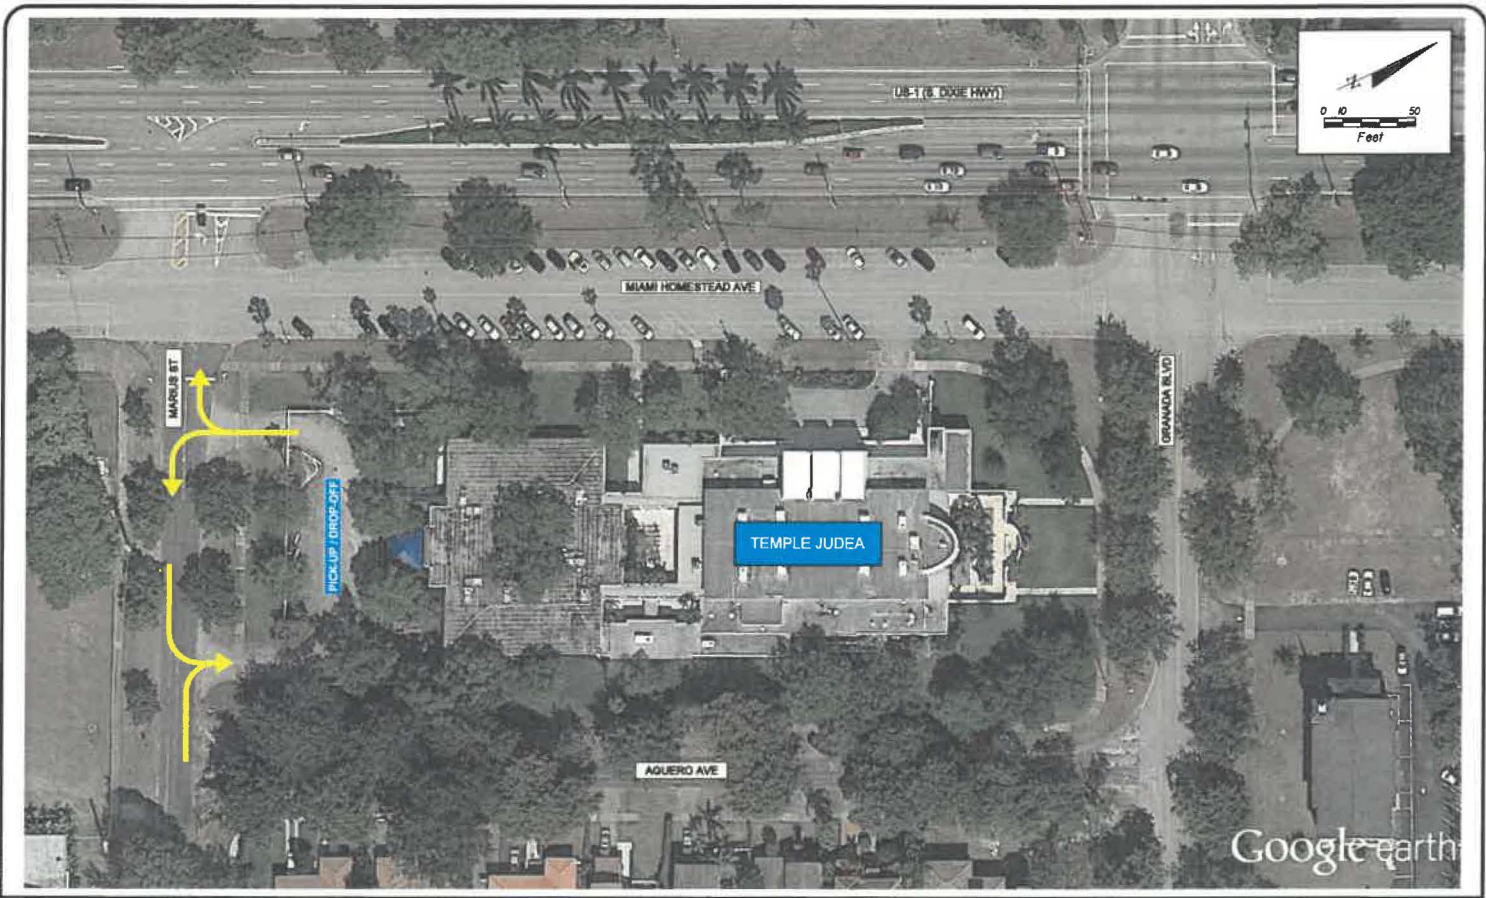 US-1 (S. DIXIE HWY)
N
0 10 50
Feet
MIAMI HOMESTEAD AVE
MARIUS ST
GRANADA BLVD
PICK-UP / DROP-OFF
TEMPLE JUDEA
AGUERO AVE
Google earth